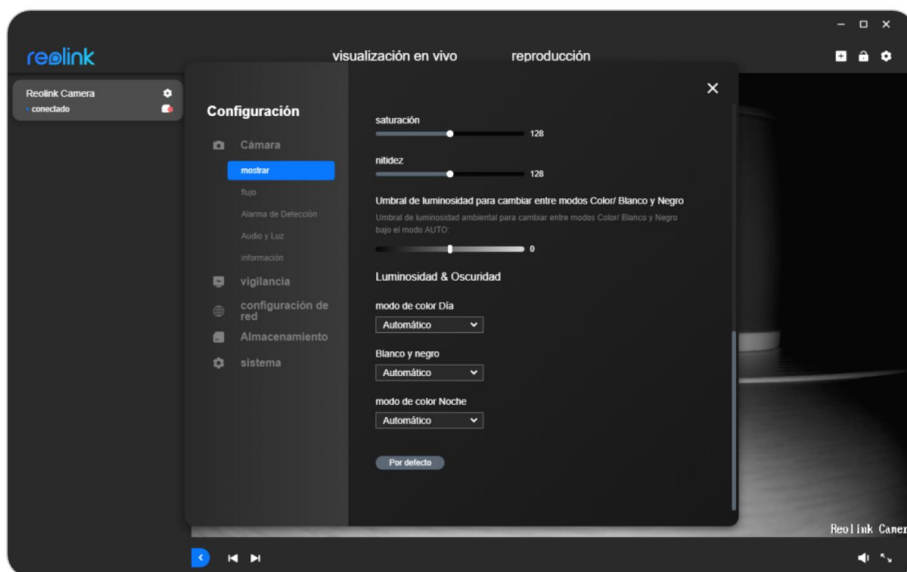 reolink
visualización en vivo
reproducción
Reolink Camera
conectado
Configuración
Cámara
mostrar
flujo
Alarma de Detección
Audio y Luz
información
vigilancia
configuración de
red
Almacenamiento
sistema
saturación
128
nitidez
128
Umbral de luminosidad para cambiar entre modos Color/ Blanco y Negro
Umbral de luminosidad ambiental para cambiar entre modos Color/ Blanco y Negro
bajo el modo AUTO:
0
Luminosidad & Oscuridad
modo de color Día
Automático
Blanco y negro
Automático
modo de color Noche
Automático
Por defecto
Reolink Camer